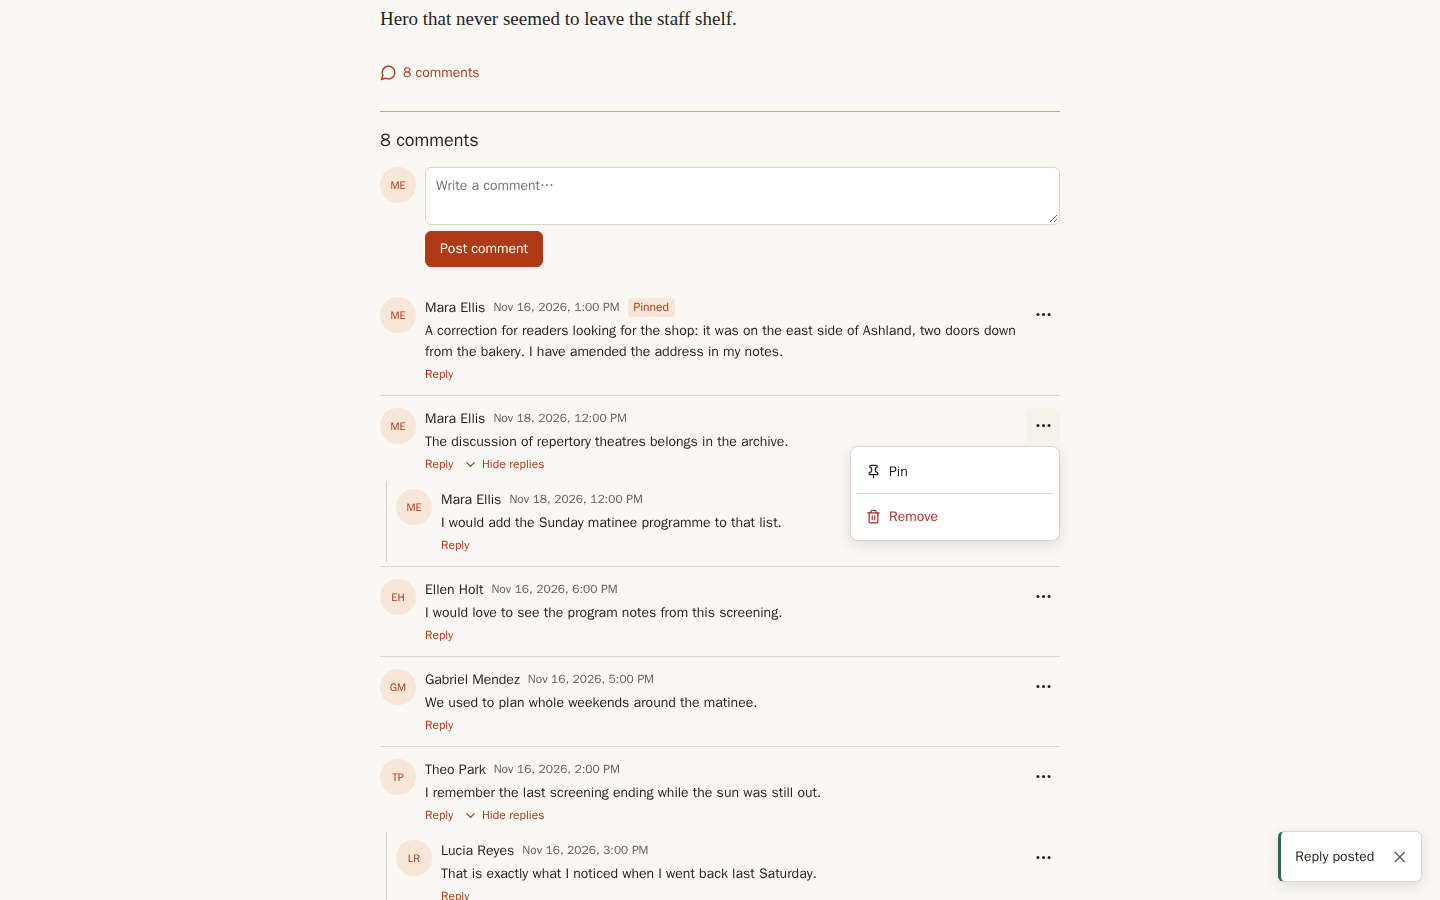 Hero that never seemed to leave the staff shelf.
8 comments
8 comments
ME
Write a comment…
Post comment
ME
Mara Ellis Nov 16, 2026, 1:00 PM Pinned
A correction for readers looking for the shop: it was on the east side of Ashland, two doors down
from the bakery. I have amended the address in my notes.
Reply
ME
Mara Ellis Nov 18, 2026, 12:00 PM
The discussion of repertory theatres belongs in the archive.
Reply Hide replies
Pin
Remove
ME
Mara Ellis Nov 18, 2026, 12:00 PM
I would add the Sunday matinee programme to that list.
Reply
EH
Ellen Holt Nov 16, 2026, 6:00 PM
I would love to see the program notes from this screening.
Reply
GM
Gabriel Mendez Nov 16, 2026, 5:00 PM
We used to plan whole weekends around the matinee.
Reply
TP
Theo Park Nov 16, 2026, 2:00 PM
I remember the last screening ending while the sun was still out.
Reply Hide replies
LR
Lucia Reyes Nov 16, 2026, 3:00 PM
That is exactly what I noticed when I went back last Saturday.
Reply
Reply posted